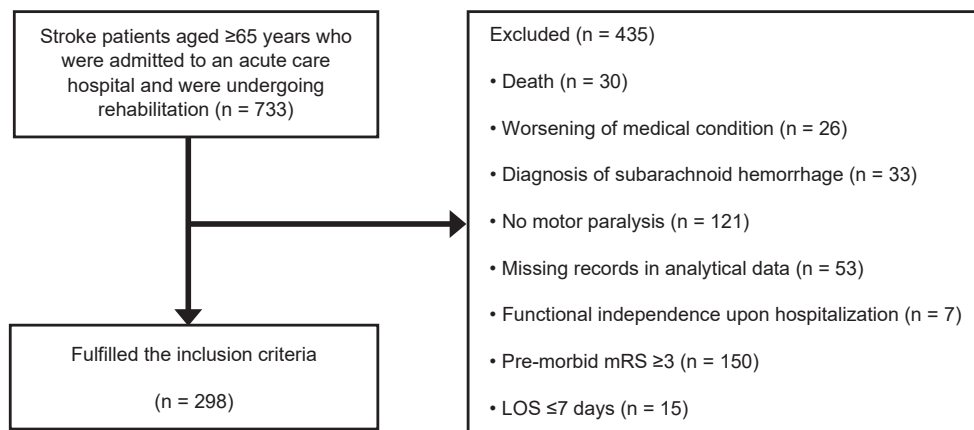 Stroke patients aged ≥65 years who
were admitted to an acute care
hospital and were undergoing
rehabilitation (n = 733)
Excluded (n = 435)
• Death (n = 30)
• Worsening of medical condition (n = 26)
• Diagnosis of subarachnoid hemorrhage (n = 33)
• No motor paralysis (n = 121)
• Missing records in analytical data (n = 53)
• Functional independence upon hospitalization (n = 7)
• Pre-morbid mRS ≥3 (n = 150)
• LOS ≤7 days (n = 15)
Fulfilled the inclusion criteria
(n = 298)